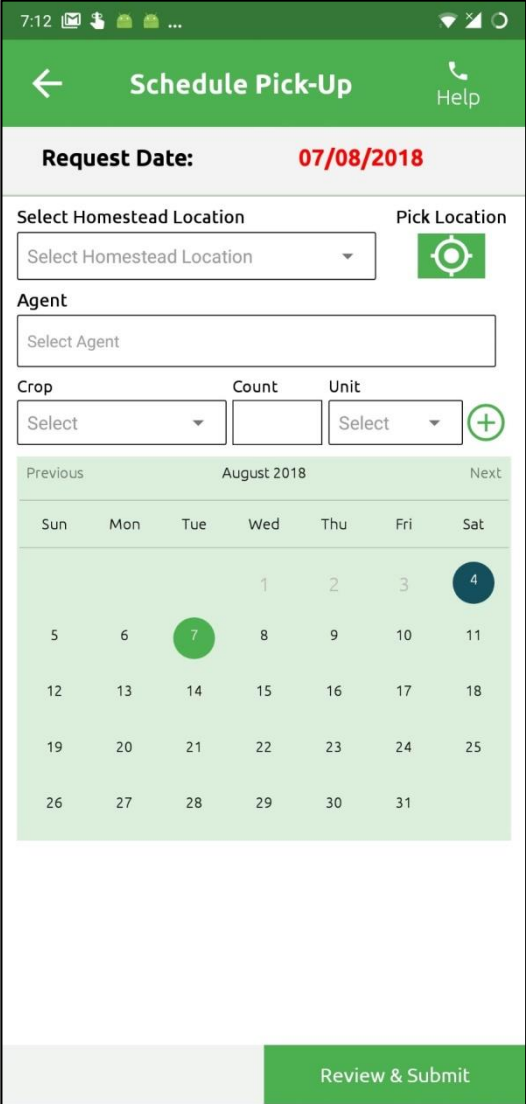 7:12 ...
Schedule Pick-Up
Help
Request Date: 07/08/2018
Select Homestead Location Pick Location
Select Homestead Location
Agent
Select Agent
Crop Count Unit
Select Select
Previous August 2018 Next
Sun Mon Tue Wed Thu Fri Sat
1 2 3 4
5 6 7 8 9 10 11
12 13 14 15 16 17 18
19 20 21 22 23 24 25
26 27 28 29 30 31
Review & Submit